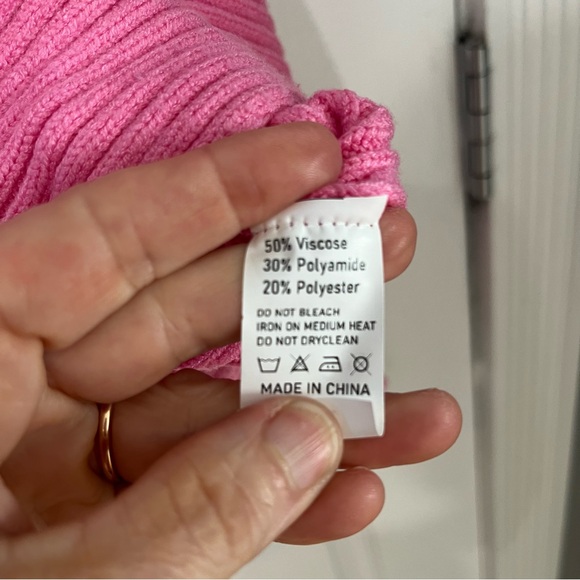 50% Viscose
30% Polyamide
20% Polyester
DO NOT BLEACH
IRON ON MEDIUM HEAT
DO NOT DRYCLEAN
MADE IN CHINA